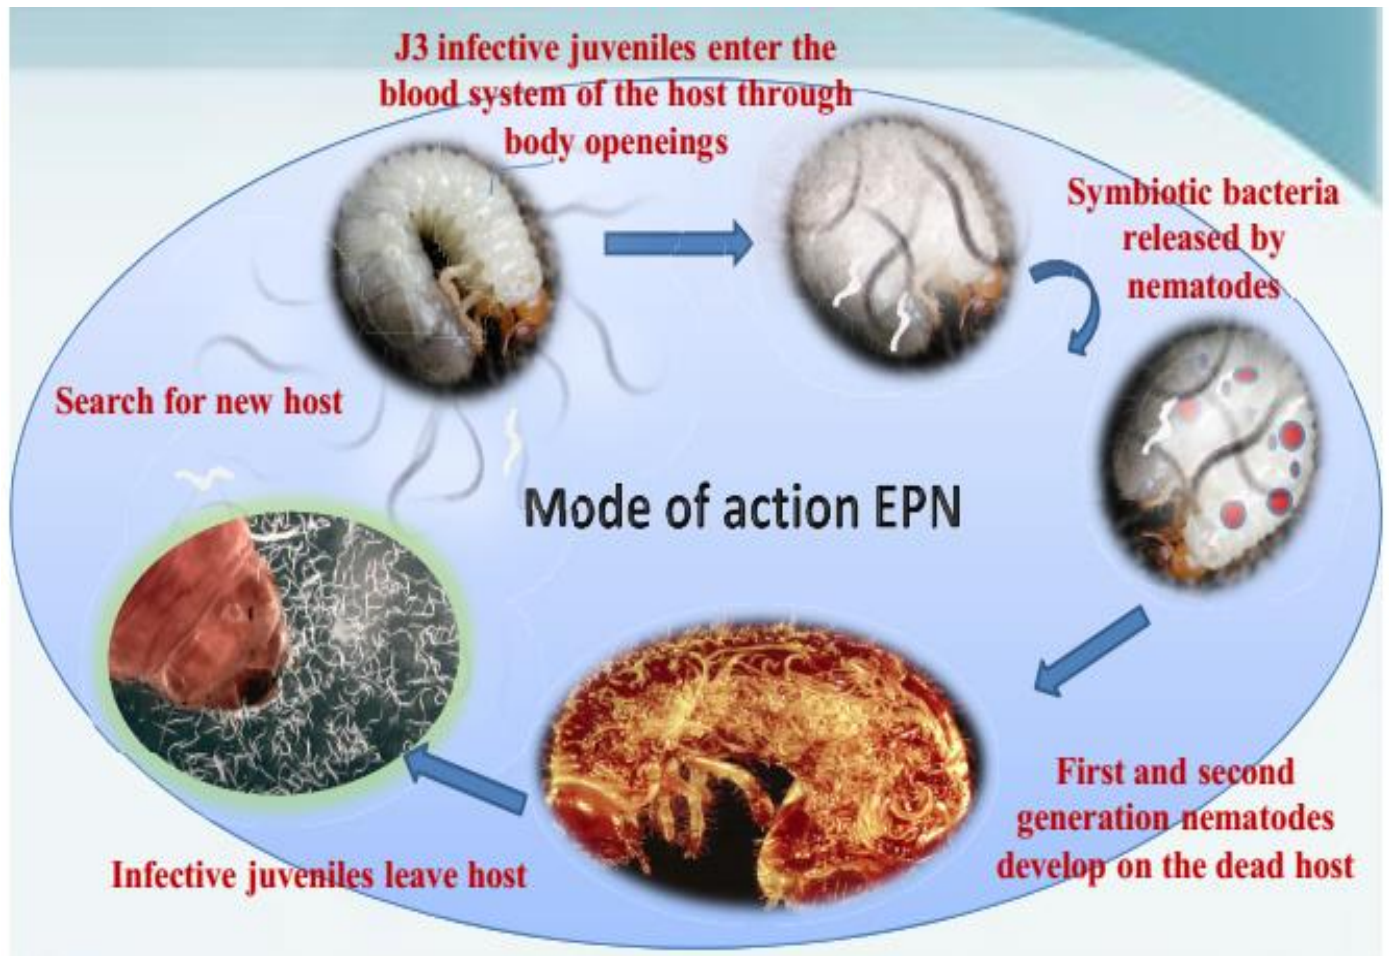 J3 infective juveniles enter the
blood system of the host through
body openeings
Symbiotic bacteria
released by
nematodes
Search for new host
Mode of action EPN
First and second
generation nematodes
develop on the dead host
Infective juveniles leave host